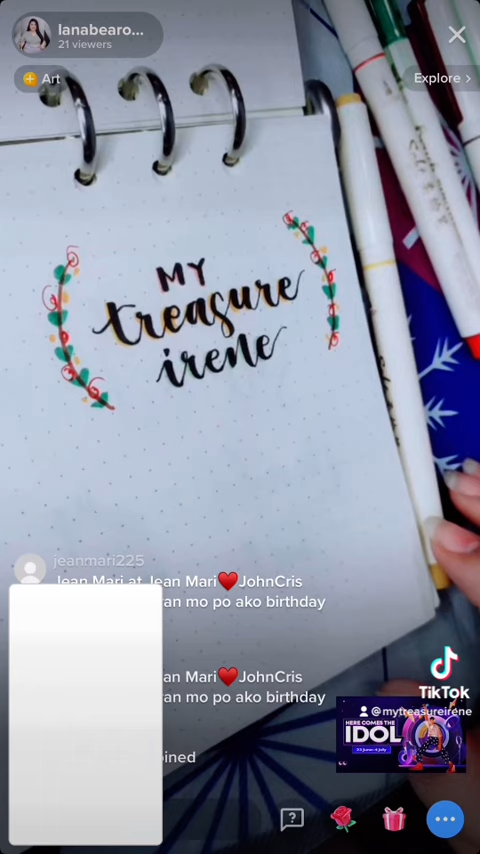 lanabearo...
21 viewers
Art
Explore >
MY
treasure
irene
jeanmari225
Jean Mari at Jean Mari❤️JohnCris
an mo po ako birthday
an Mari❤️JohnCris
an mo po ako birthday
ined
TikTok
@mytreasureirene
HERE COMES THE
IDOL